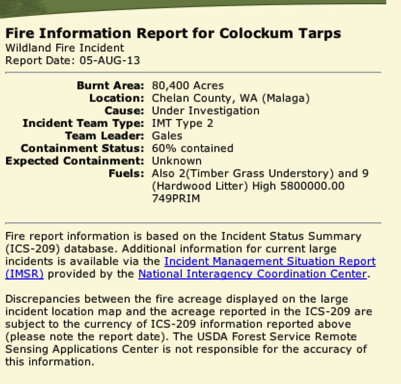 Fire Information Report for Colockum Tarps
Wildland Fire Incident
Report Date: 05-AUG-13
Burnt Area: 80,400 Acres
Location: Chelan County, WA (Malaga)
Cause: Under Investigation
Incident Team Type: IMT Type 2
Team Leader: Gales
Containment Status: 60% contained
Expected Containment: Unknown
Fuels: Also 2(Timber Grass Understory) and 9
(Hardwood Litter) High 5800000.00
749PRIM
Fire report information is based on the Incident Status Summary
(ICS-209) database. Additional information for current large
incidents is available via the Incident Management Situation Report
(IMSR) provided by the National Interagency Coordination Center.
Discrepancies between the fire acreage displayed on the large
incident location map and the acreage reported in the ICS-209 are
subject to the currency of ICS-209 information reported above
(please note the report date). The USDA Forest Service Remote
Sensing Applications Center is not responsible for the accuracy of
this information.